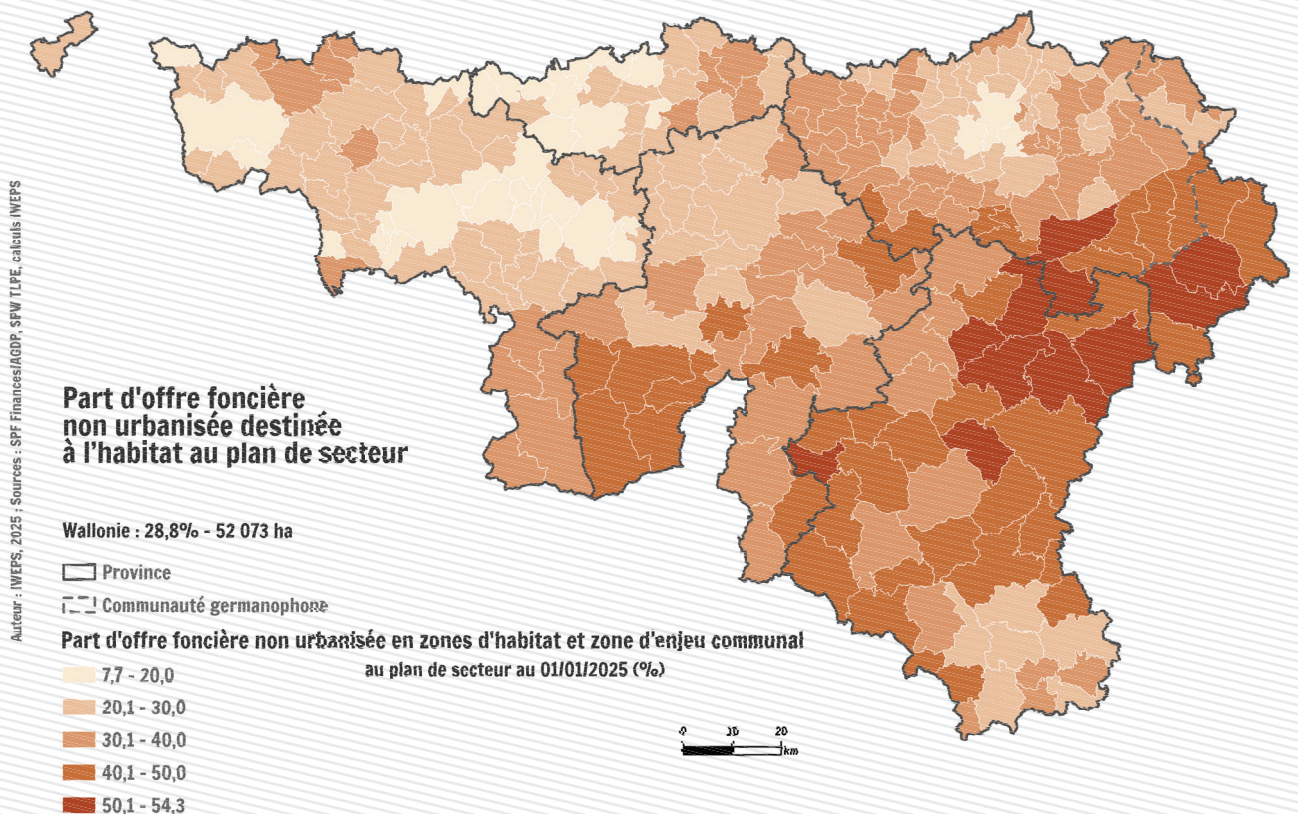 Auteur : IWEPS, 2025 ; Sources : SPF Finances/AGDP, SPW TLPE, calculs IWEPS
Part d'offre foncière
non urbanisée destinée
à l'habitat au plan de secteur
Wallonie : 28,8% - 52 073 ha
Province
Communauté germanophone
Part d'offre foncière non urbanisée en zones d'habitat et zone d'enjeu communal
au plan de secteur au 01/01/2025 (%)
7,7 - 20,0
20,1 - 30,0
30,1 - 40,0
40,1 - 50,0
50,1 - 54,3
0 10 20
km